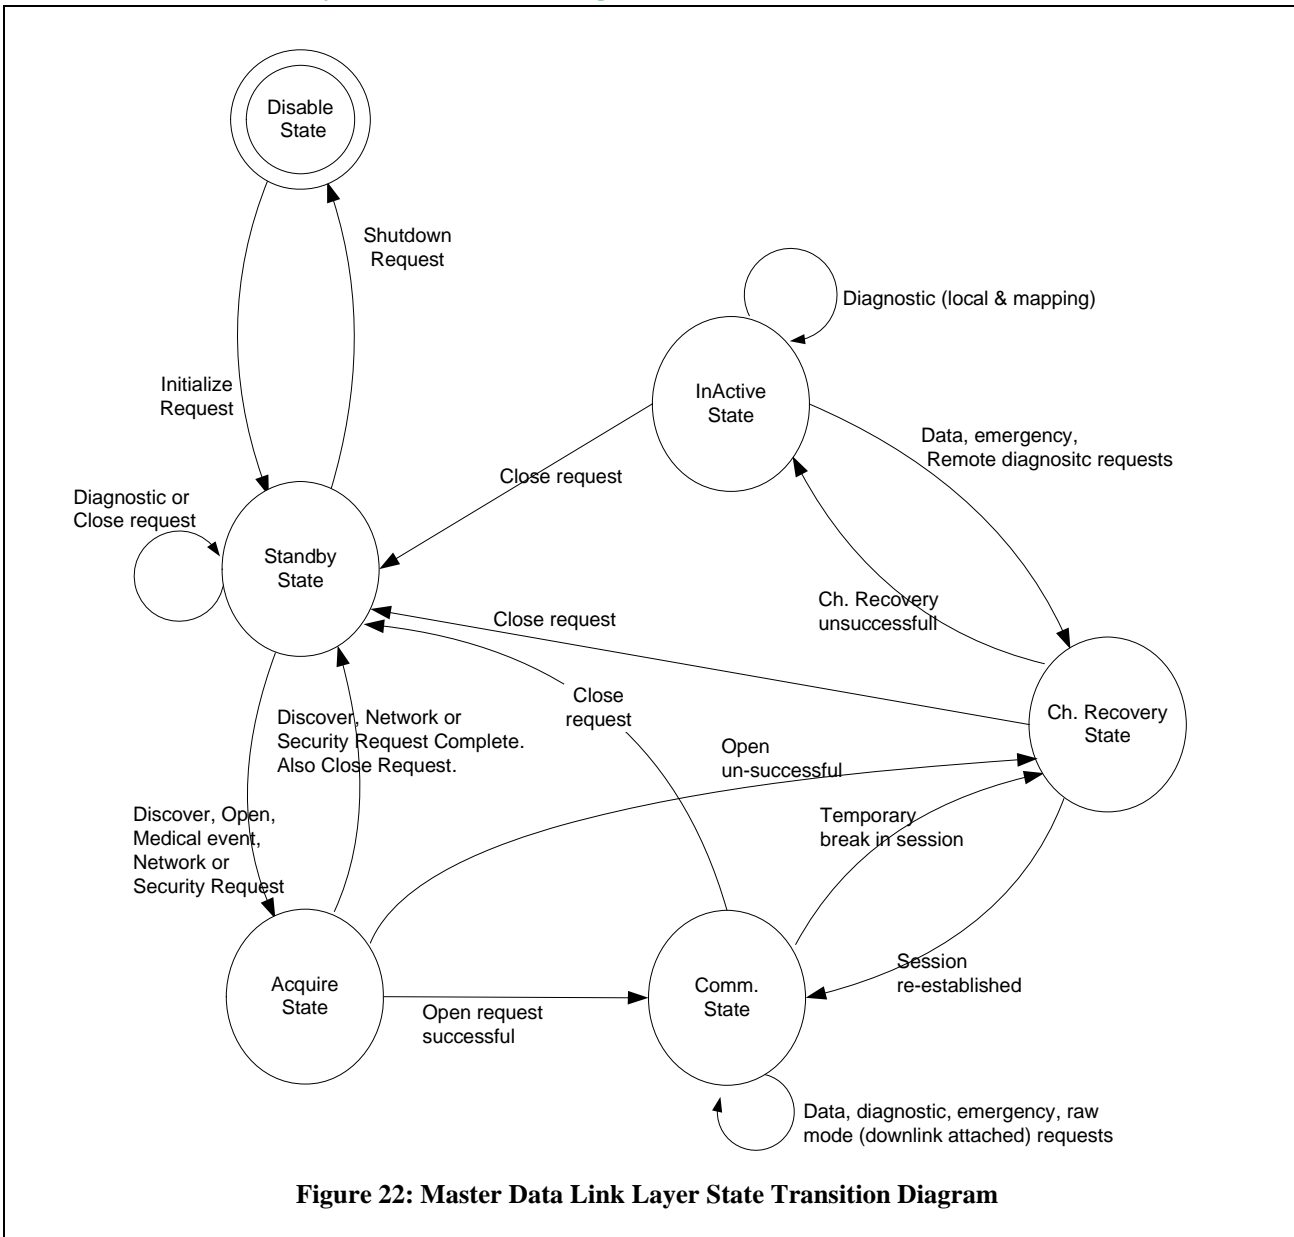 Disable
State
Shutdown
Request
Diagnostic (local & mapping)
Initialize
Request
InActive
State
Data, emergency,
Remote diagnositc requests
Close request
Diagnostic or
Close request
Standby
State
Ch. Recovery
unsuccessfull
Close request
Close
request
Ch. Recovery
State
Discover, Network or
Security Request Complete.
Also Close Request.
Open
un-successful
Discover, Open,
Medical event,
Network or
Security Request
Temporary
break in session
Session
re-established
Acquire
State
Comm.
State
Open request
successful
Data, diagnostic, emergency, raw
mode (downlink attached) requests
Figure 22: Master Data Link Layer State Transition Diagram